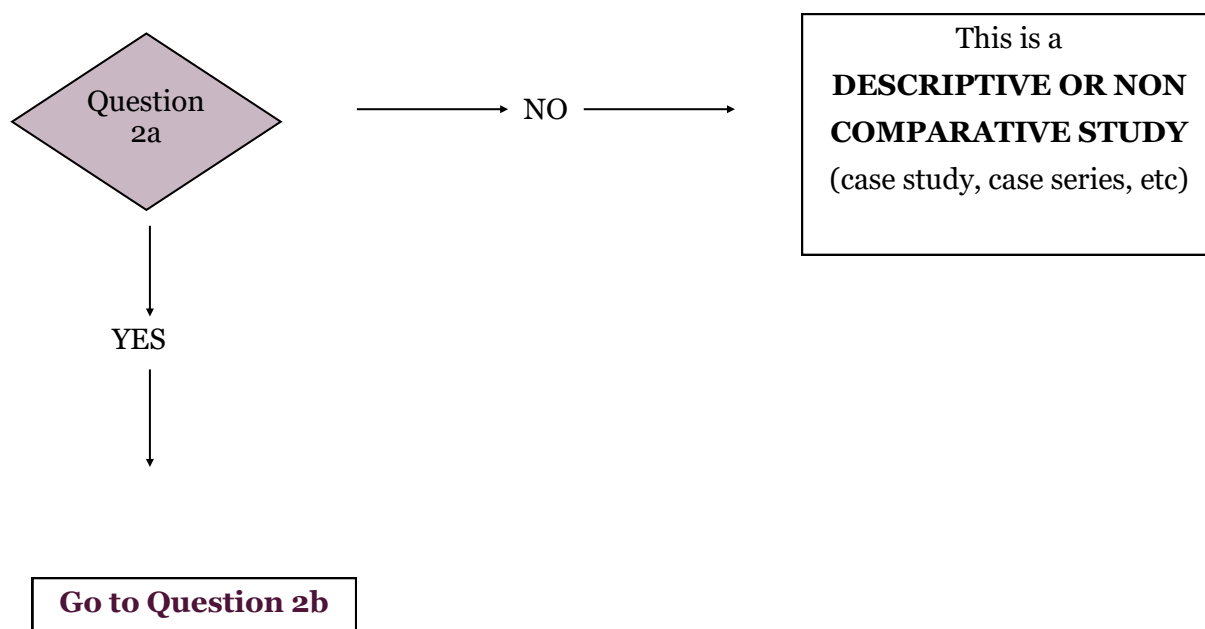 Question
2a
NO
This is a
DESCRIPTIVE OR NON
COMPARATIVE STUDY
(case study, case series, etc)
YES
Go to Question 2b